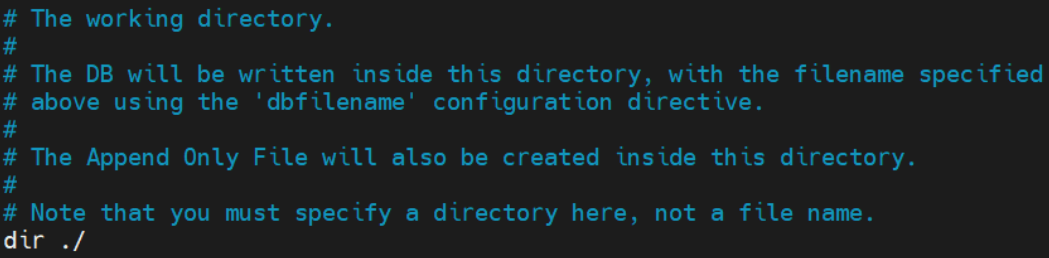 # The working directory.
#
# The DB will be written inside this directory, with the filename specified
# above using the 'dbfilename' configuration directive.
#
# The Append Only File will also be created inside this directory.
#
# Note that you must specify a directory here, not a file name.
dir ./